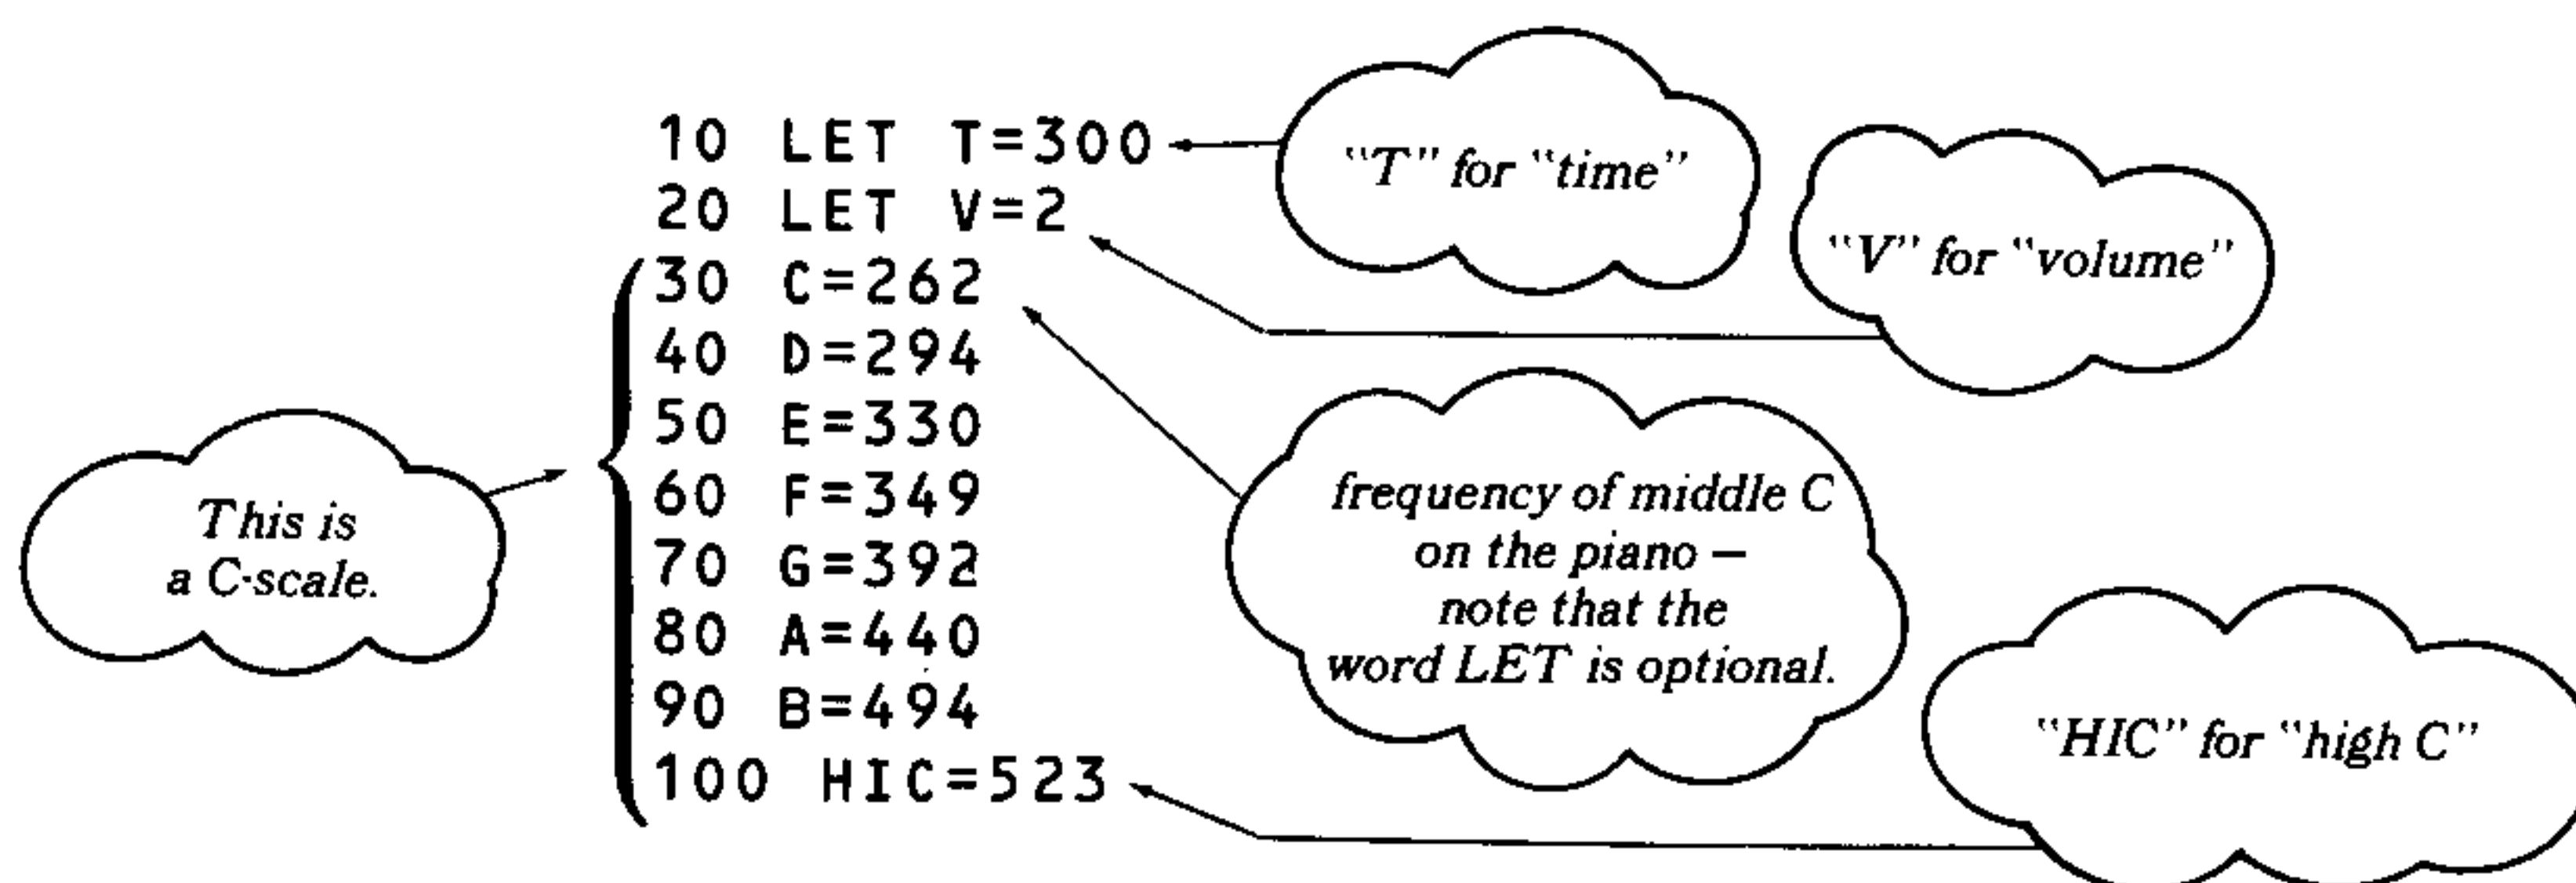 10 LET T=300
20 LET V=2
30 C=262
40 D=294
50 E=330
60 F=349
70 G=392
80 A=440
90 B=494
100 HIC=523
"T" for "time"
"V" for "volume"
This is
a C-scale.
frequency of middle C
on the piano —
note that the
word LET is optional.
"HIC" for "high C"